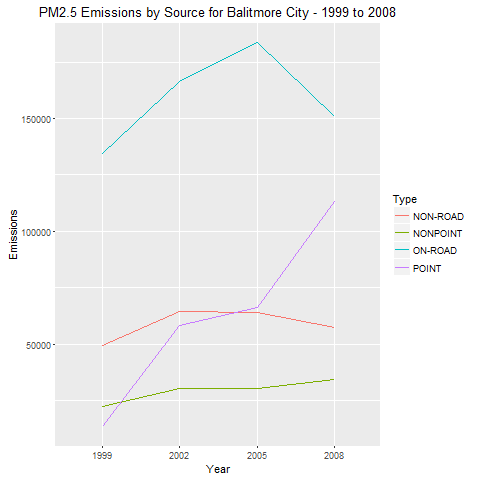 PM2.5 Emissions by Source for Balitmore City - 1999 to 2008
150000
100000
50000
Emissions
1999 2002 2005 2008
Year
Type
NON-ROAD
NONPOINT
ON-ROAD
POINT